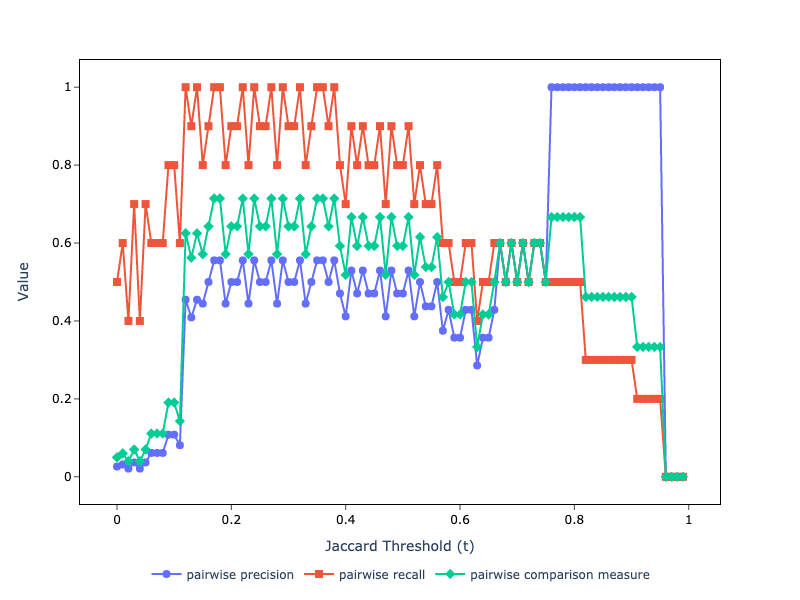 1
0.8
0.6
0.4
0.2
0
Value
0
0.2
0.4
0.6
0.8
1
Jaccard Threshold (t)
pairwise precision
pairwise recall
pairwise comparison measure